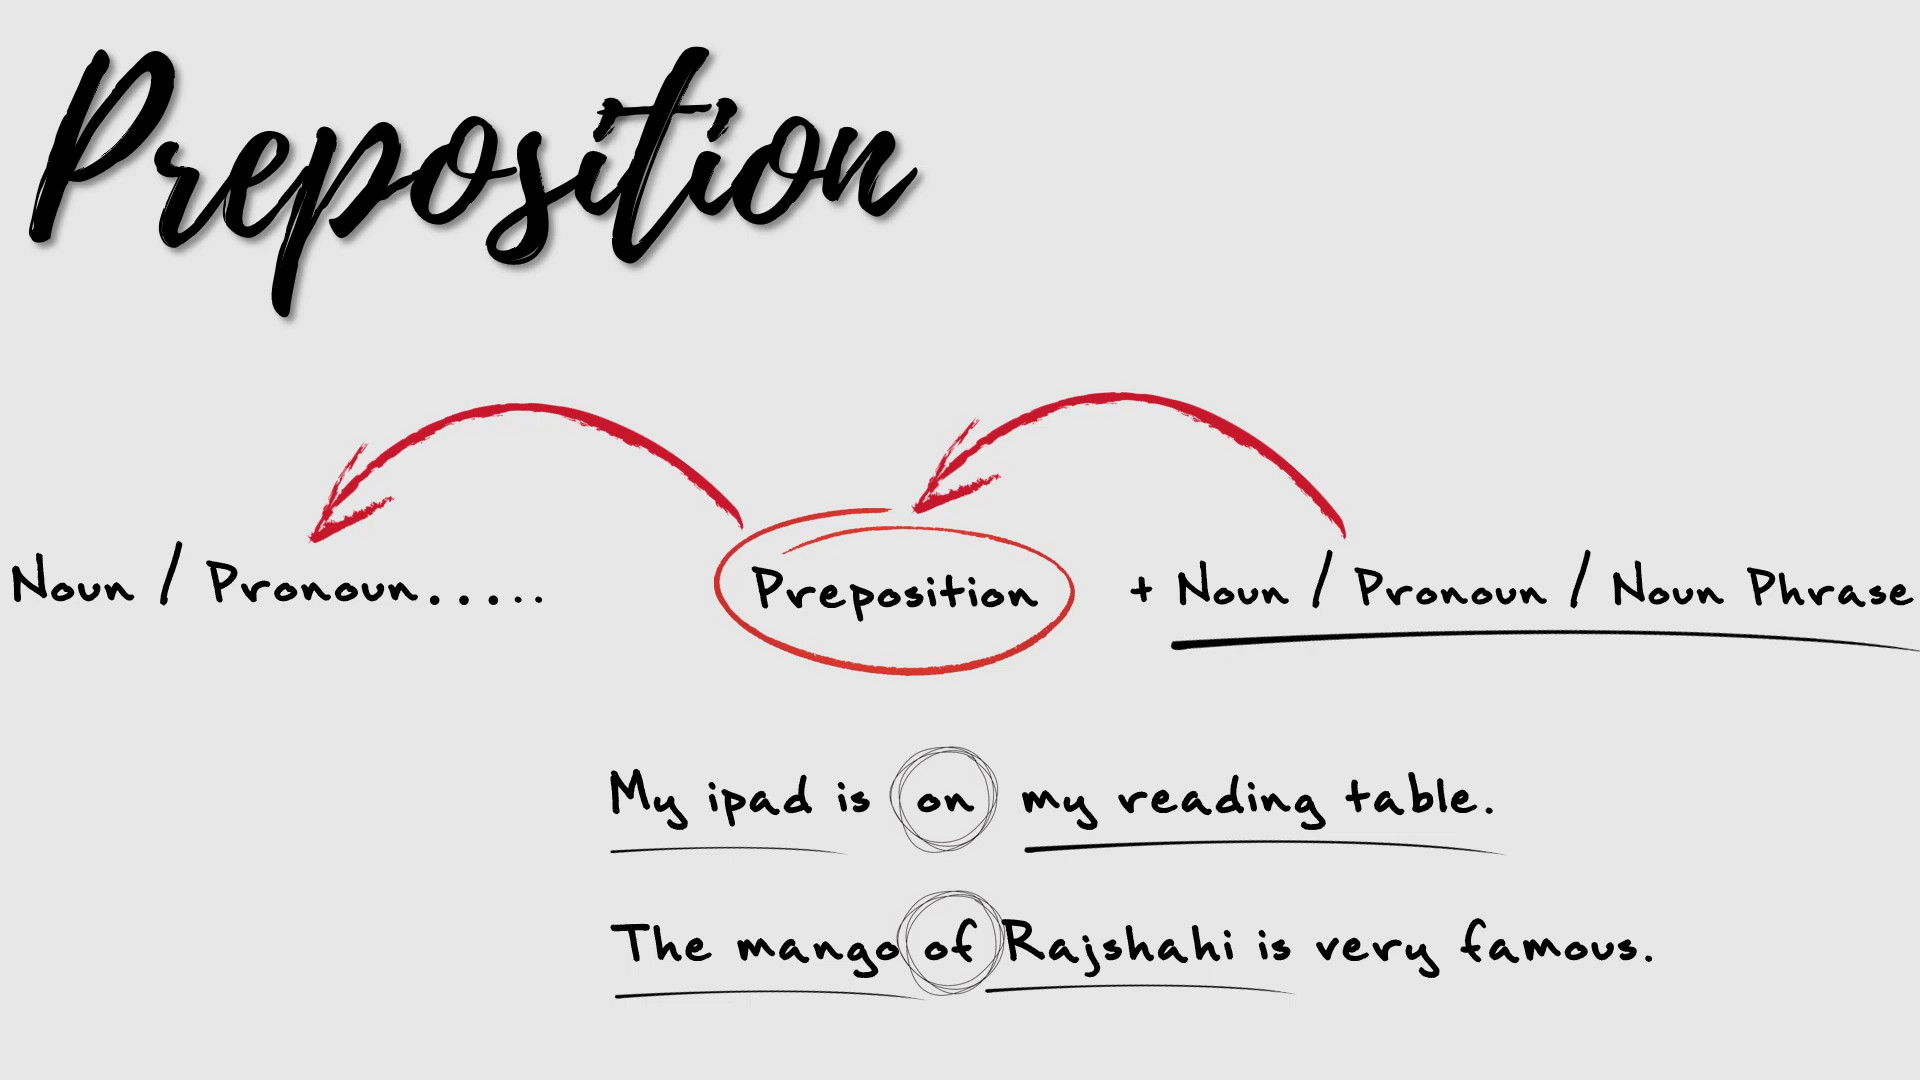 Preposition
Noun / Pronoun..... Preposition + Noun / Pronoun / Noun Phrase
My ipad is on my reading table.
The mango of Rajshahi is very famous.